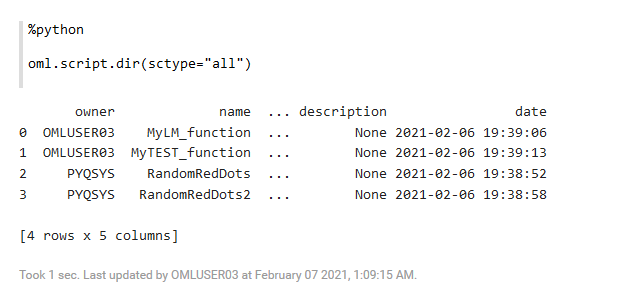 %python
oml.script.dir(sctype="all")
owner name ... description date
0 OMLUSER03 MyLM_function ... None 2021-02-06 19:39:06
1 OMLUSER03 MyTEST_function ... None 2021-02-06 19:39:13
2 PYQSYS RandomRedDots ... None 2021-02-06 19:38:52
3 PYQSYS RandomRedDots2 ... None 2021-02-06 19:38:58
[4 rows x 5 columns]
Took 1 sec. Last updated by OMLUSER03 at February 07 2021, 1:09:15 AM.